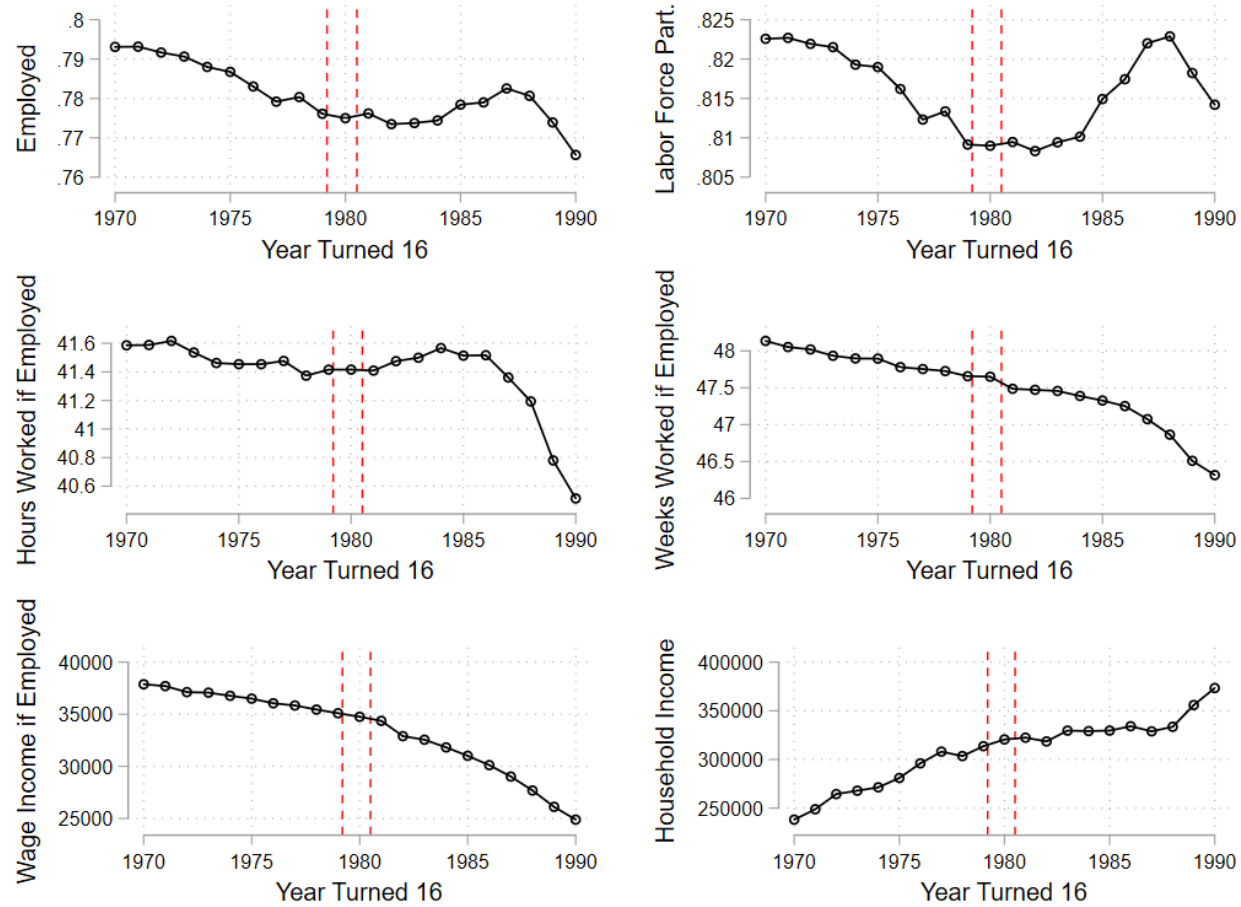 Employed
.8
.79
.78
.77
.76
1970 1975 1980 1985 1990
Year Turned 16
Labor Force Part.
.825
.82
.815
.81
.805
1970 1975 1980 1985 1990
Year Turned 16
Hours Worked if Employed
41.6
41.4
41.2
41
40.8
40.6
1970 1975 1980 1985 1990
Year Turned 16
Weeks Worked if Employed
48
47.5
47
46.5
46
1970 1975 1980 1985 1990
Year Turned 16
Wage Income if Employed
40000
35000
30000
25000
1970 1975 1980 1985 1990
Year Turned 16
Household Income
400000
350000
300000
250000
1970 1975 1980 1985 1990
Year Turned 16